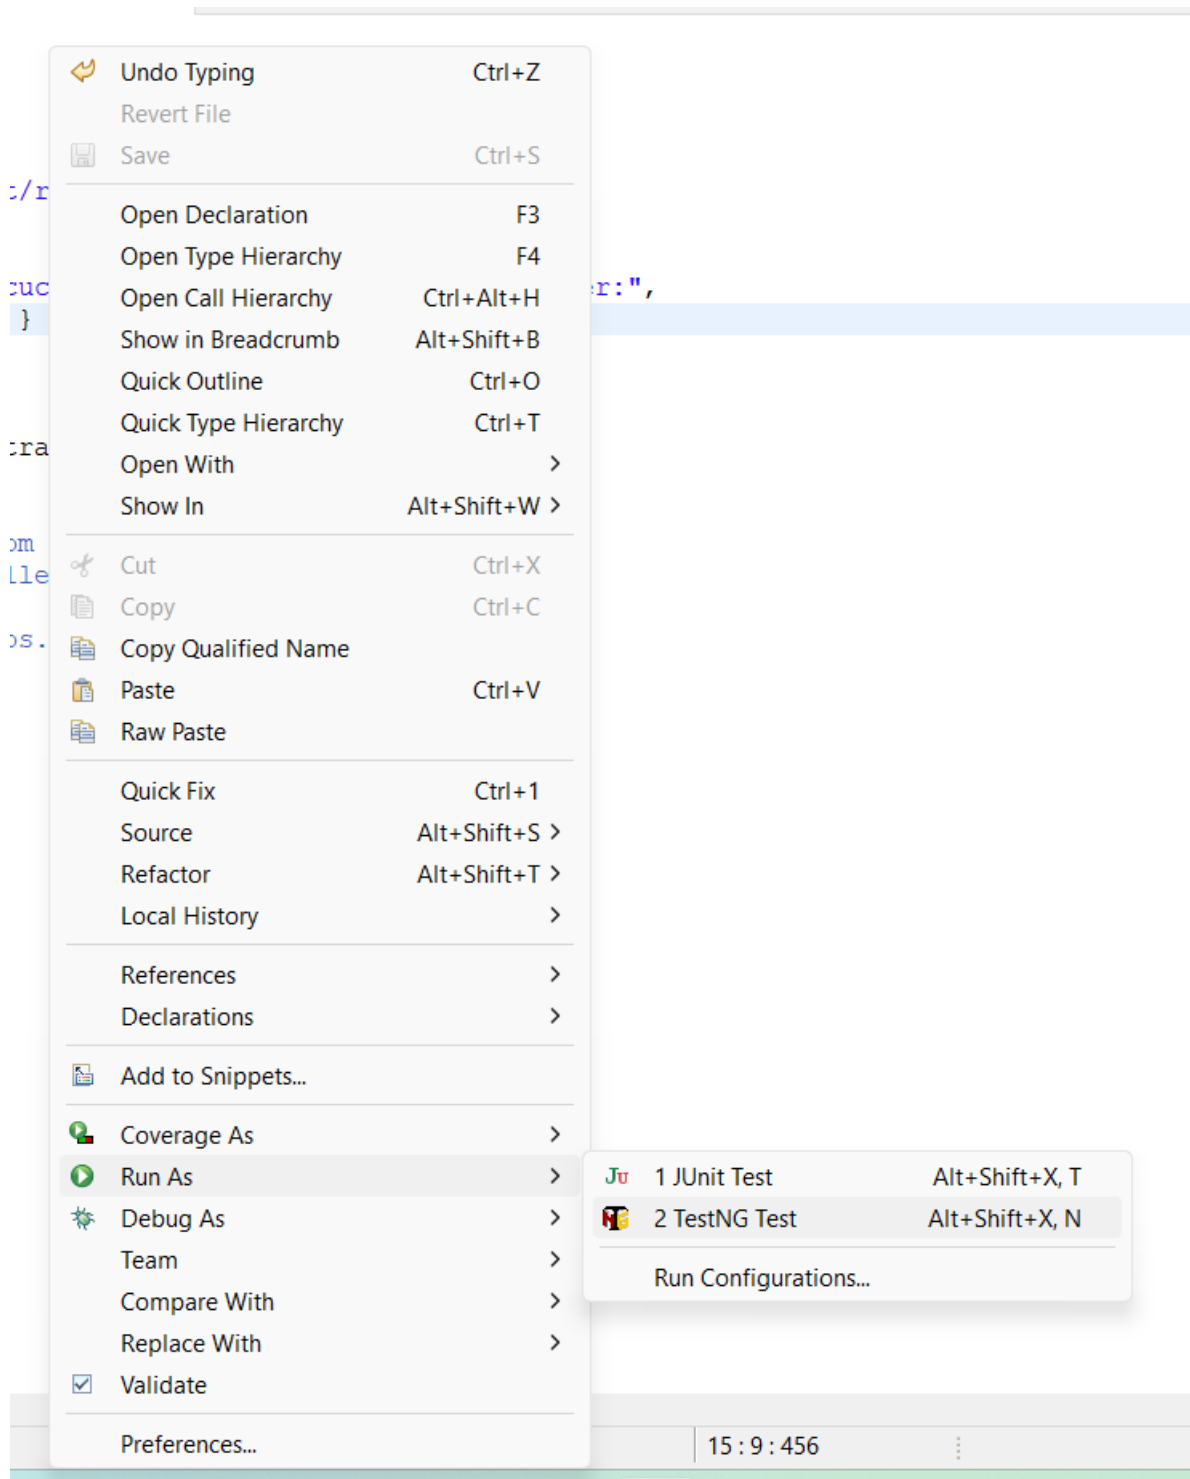 Undo Typing Ctrl+Z
Revert File
Save Ctrl+S
t/r
Open Declaration F3
Open Type Hierarchy F4
cuc er:",
Open Call Hierarchy Ctrl+Alt+H
}
Show in Breadcrumb Alt+Shift+B
Quick Outline Ctrl+O
Quick Type Hierarchy Ctrl+T
tra
Open With
Show In Alt+Shift+W
om
Cut Ctrl+X
lle
Copy Ctrl+C
os.
Copy Qualified Name
Paste Ctrl+V
Raw Paste
Quick Fix Ctrl+1
Source Alt+Shift+S
Refactor Alt+Shift+T
Local History
References
Declarations
Add to Snippets...
Coverage As
Run As
JU 1 JUnit Test Alt+Shift+X, T
Debug As
2 TestNG Test Alt+Shift+X, N
Team
Run Configurations...
Compare With
Replace With
Validate
Preferences...
15 : 9 : 456